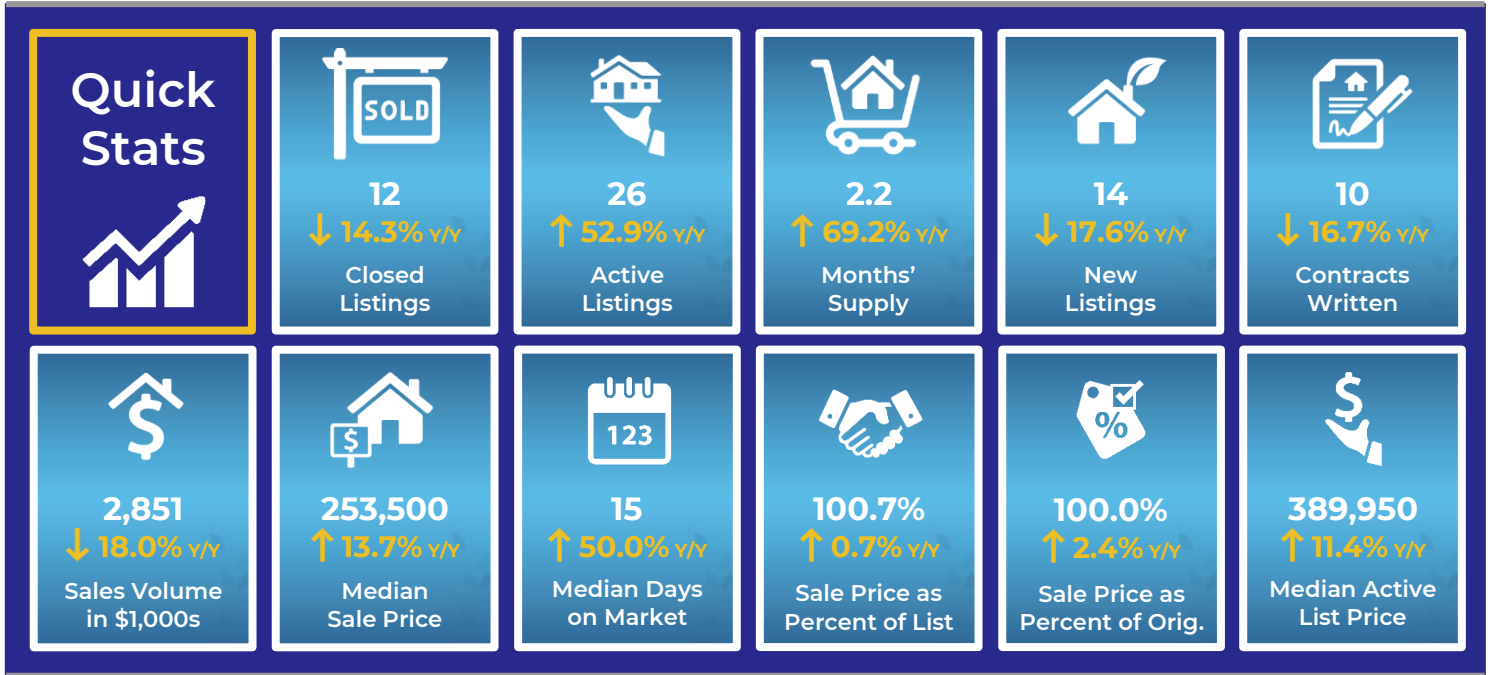 Quick
Stats
SOLD
12
↓ 14.3% Y/Y
Closed
Listings
26
↑ 52.9% Y/Y
Active
Listings
2.2
↑ 69.2% Y/Y
Months’
Supply
14
↓ 17.6% Y/Y
New
Listings
10
↓ 16.7% Y/Y
Contracts
Written
$
2,851
↓ 18.0% Y/Y
Sales Volume
in $1,000s
$
253,500
↑ 13.7% Y/Y
Median
Sale Price
123
15
↑ 50.0% Y/Y
Median Days
on Market
100.7%
↑ 0.7% Y/Y
Sale Price as
Percent of List
%
100.0%
↑ 2.4% Y/Y
Sale Price as
Percent of Orig.
$
389,950
↑ 11.4% Y/Y
Median Active
List Price